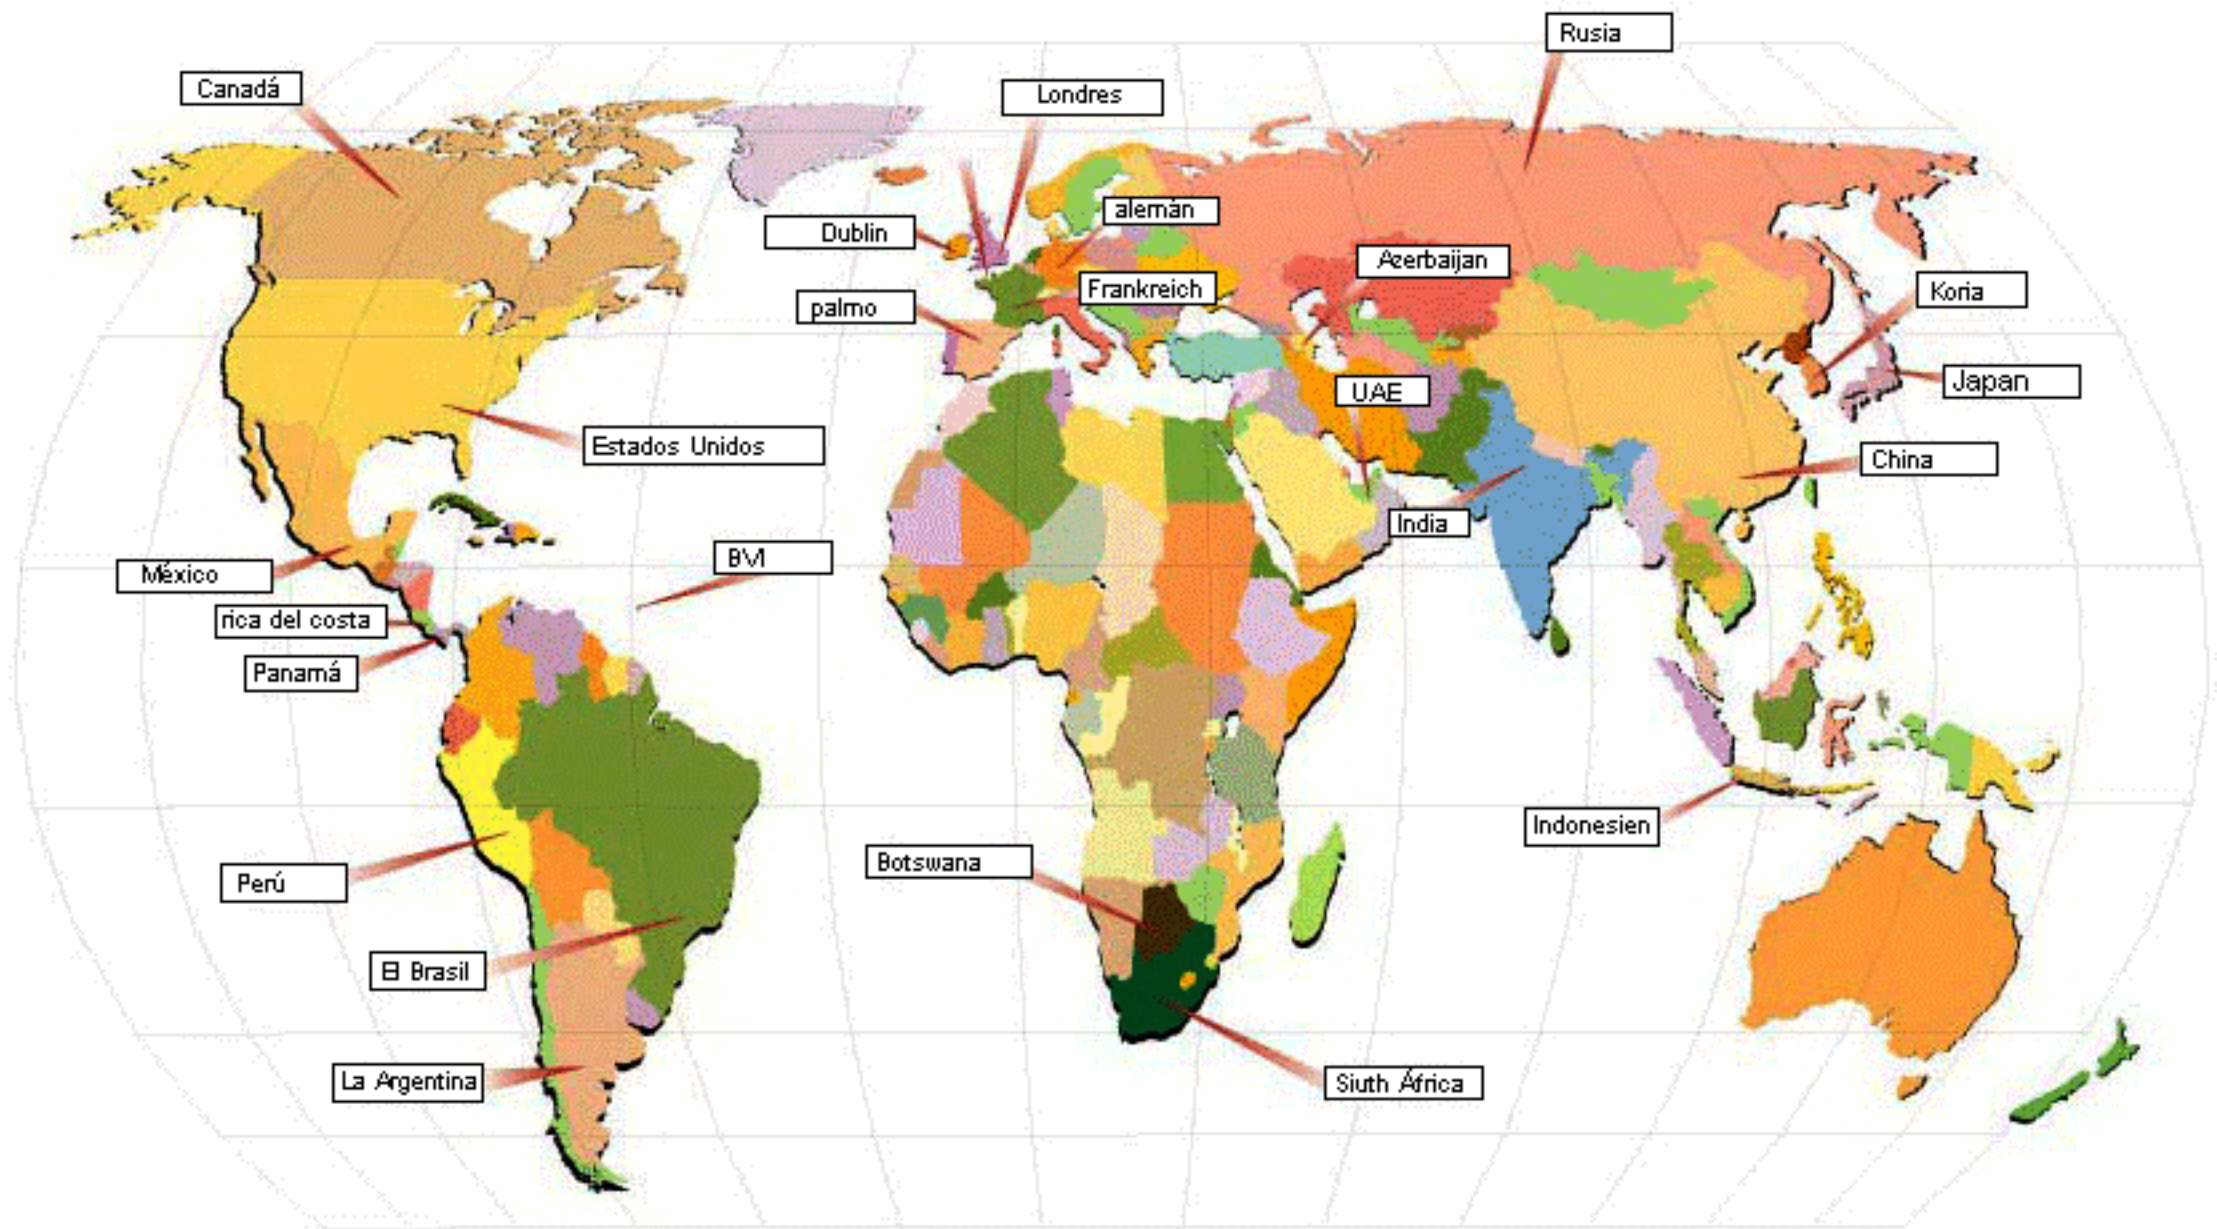 Rusia
Canadá
Londres
alemán
Dublin
Azerbaijan
Frankreich
Koria
palmo
Japan
UAE
Estados Unidos
China
India
BVI
México
rica del costa
Panamá
Indonesien
Botswana
Perú
El Brasil
La Argentina
Siuth África